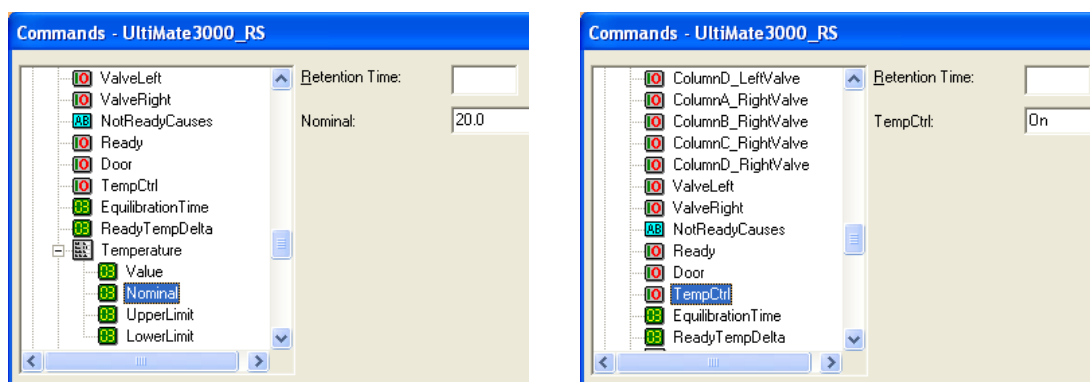 Commands - UltiMate3000_RS
ValveLeft
ValveRight
NotReadyCauses
Ready
Door
TempCtrl
EquilibrationTime
ReadyTempDelta
Temperature
Value
Nominal
UpperLimit
LowerLimit
Retention Time:
Nominal: 20.0
Commands - UltiMate3000_RS
ColumnD_LeftValve
ColumnA_RightValve
ColumnB_RightValve
ColumnC_RightValve
ColumnD_RightValve
ValveLeft
ValveRight
NotReadyCauses
Ready
Door
TempCtrl
EquilibrationTime
ReadyTempDelta
Retention Time:
TempCtrl: On